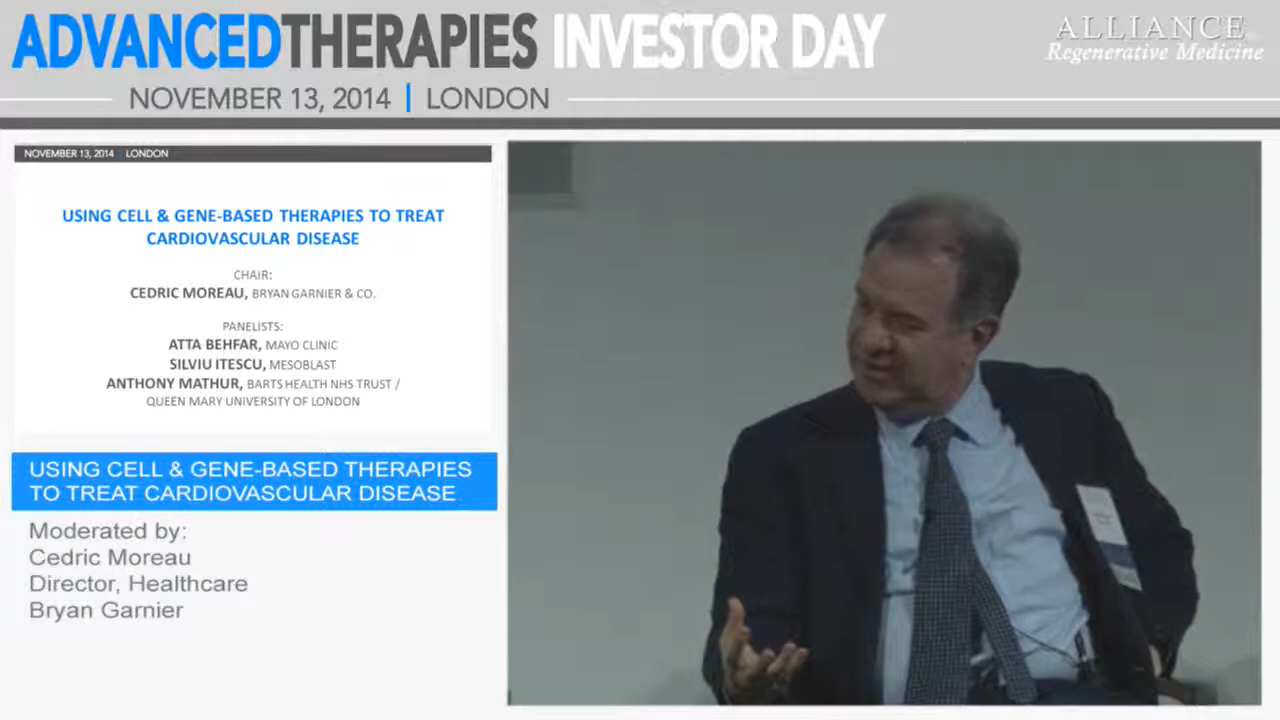 ADVANCEDTHERAPIES INVESTOR DAY
NOVEMBER 13, 2014 | LONDON
ALLIANCE
Regenerative Medicine
NOVEMBER 13, 2014 | LONDON
USING CELL & GENE-BASED THERAPIES TO TREAT
CARDIOVASCULAR DISEASE
CHAIR:
CEDRIC MOREAU, BRYAN GARNIER & CO.
PANELISTS:
ATTA BEHFAR, MAYO CLINIC
SILVIU ITESCU, MESOBLAST
ANTHONY MATHUR, BARTS HEALTH NHS TRUST /
QUEEN MARY UNIVERSITY OF LONDON
USING CELL & GENE-BASED THERAPIES
TO TREAT CARDIOVASCULAR DISEASE
Moderated by:
Cedric Moreau
Director, Healthcare
Bryan Garnier